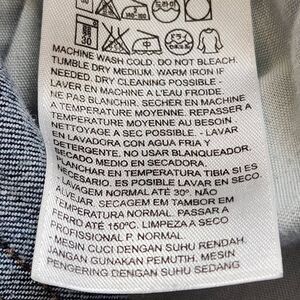 MACHINE WASH COLD. DO NOT BLEACH.
TUMBLE DRY MEDIUM. WARM IRON IF
NEEDED. DRY CLEANING POSSIBLE -
LAVER EN MACHINE A L'EAU FROIDE.
NE PAS BLANCHIR. SECHER EN MACHINE
A TEMPERATURE MOYENNE. REPASSER A
TEMPERATURE MOYENNE AU BESOIN
NETTOYAGE A SEC POSSIBLE. - LAVAR
EN LAVADORA CON AGUA FRIA Y
DETERGENTE. NO USAR BLANQUEADOR.
SECADO MEDIO EN SECADORA.
PLANCHAR EN TEMPERATURA TIBIA SI ES
NECESARIO. ES POSIBLE LAVAR EN SECO.
LAVAGEM NORMAL ATÉ 30°. NÃO
ALVEJAR. SECAGEM EM TAMBOR EM
TEMPERATURA NORMAL. PASSAR A
FERRO ATÉ 150°C. LIMPEZA A SECO
PROFISSIONAL P. NORMAL.
MESIN CUCI DENGAN SUHU RENDAH.
JANGAN GUNAKAN PEMUTIH. MESIN
PENGERING DENGAN SUHU SEDANG